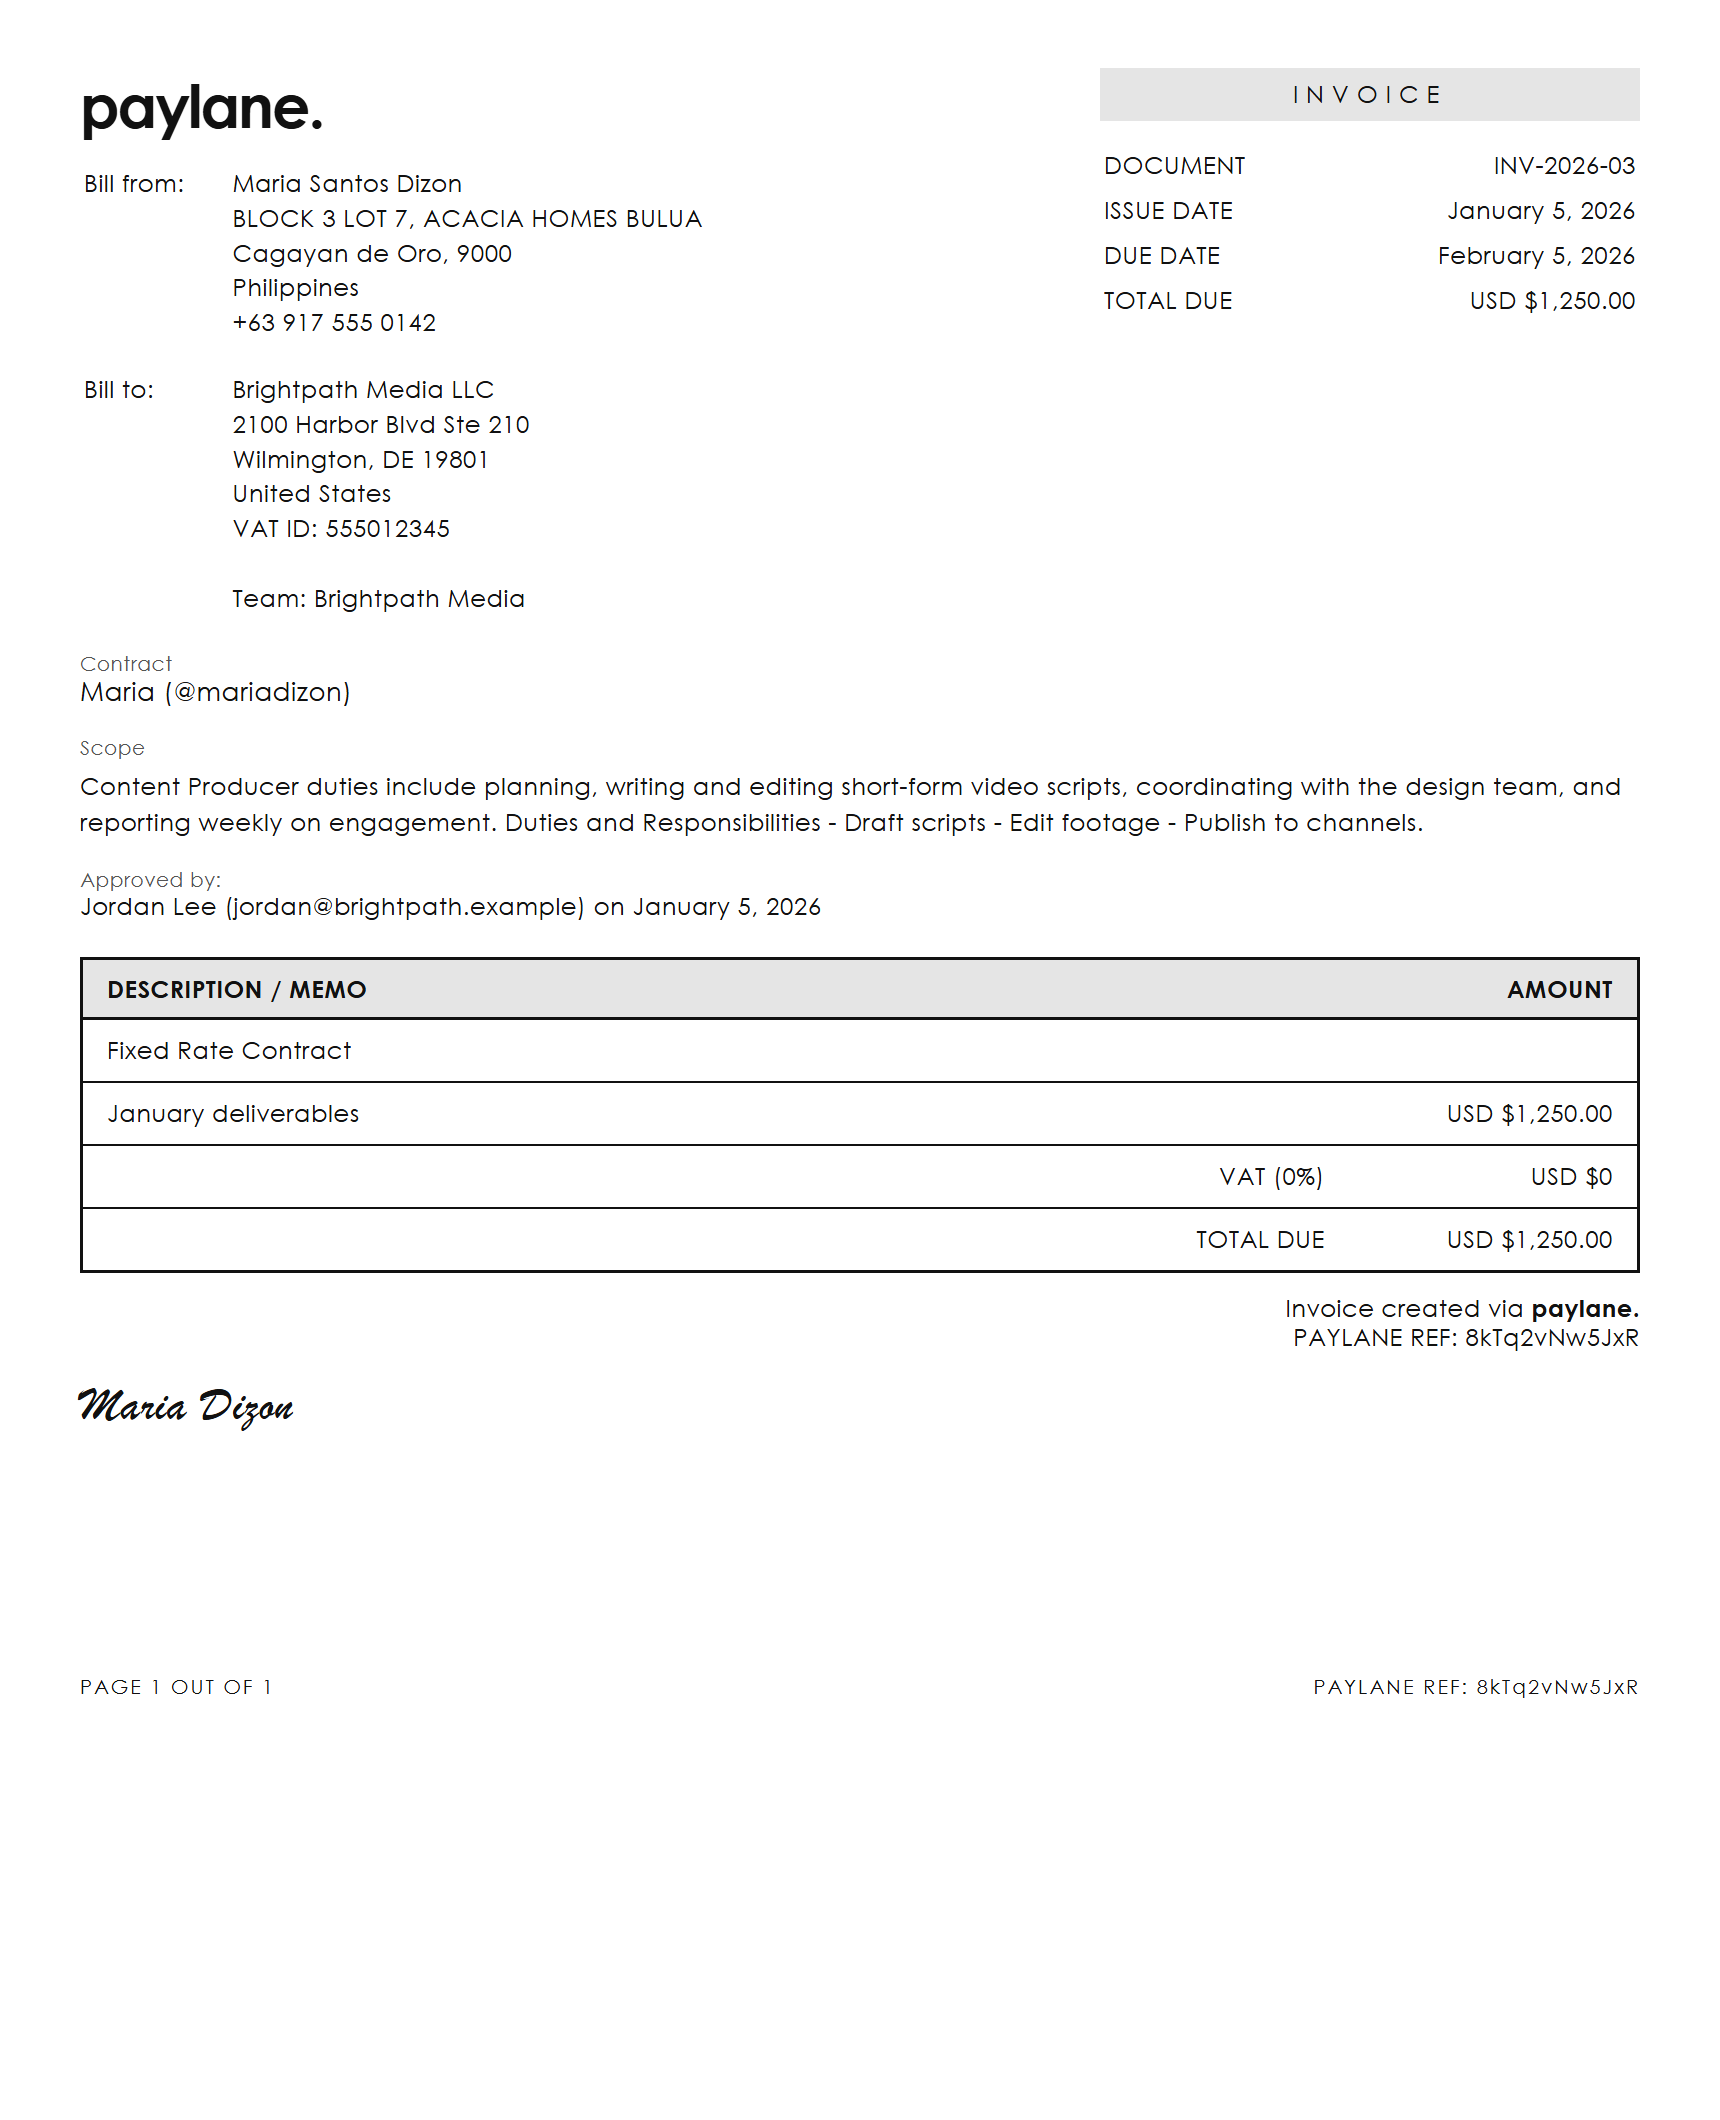 paylane.
INVOICE
DOCUMENT INV-2026-03
ISSUE DATE January 5, 2026
DUE DATE February 5, 2026
TOTAL DUE USD $1,250.00
Bill from: Maria Santos Dizon
BLOCK 3 LOT 7, ACACIA HOMES BULUA
Cagayan de Oro, 9000
Philippines
+63 917 555 0142
Bill to: Brightpath Media LLC
2100 Harbor Blvd Ste 210
Wilmington, DE 19801
United States
VAT ID: 555012345
Team: Brightpath Media
Contract
Maria (@mariadizon)
Scope
Content Producer duties include planning, writing and editing short-form video scripts, coordinating with the design team, and
reporting weekly on engagement. Duties and Responsibilities - Draft scripts - Edit footage - Publish to channels.
Approved by:
Jordan Lee (jordan@brightpath.example) on January 5, 2026
DESCRIPTION / MEMO AMOUNT
Fixed Rate Contract
January deliverables USD $1,250.00
VAT (0%) USD $0
TOTAL DUE USD $1,250.00
Invoice created via paylane.
PAYLANE REF: 8kTq2vNw5JxR
Maria Dizon
PAGE 1 OUT OF 1 PAYLANE REF: 8kTq2vNw5JxR